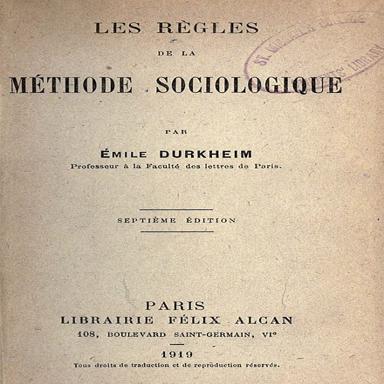 LES RÈGLES
DE LA
MÉTHODE SOCIOLOGIQUE
PAR
ÉMILE DURKHEIM
Professeur à la Faculté des lettres de Paris.
SEPTIÈME ÉDITION
PARIS
LIBRAIRIE FÉLIX ALCAN
108, BOULEVARD SAINT-GERMAIN, VIᵉ
1919
Tous droits de traduction et de reproduction réservés.